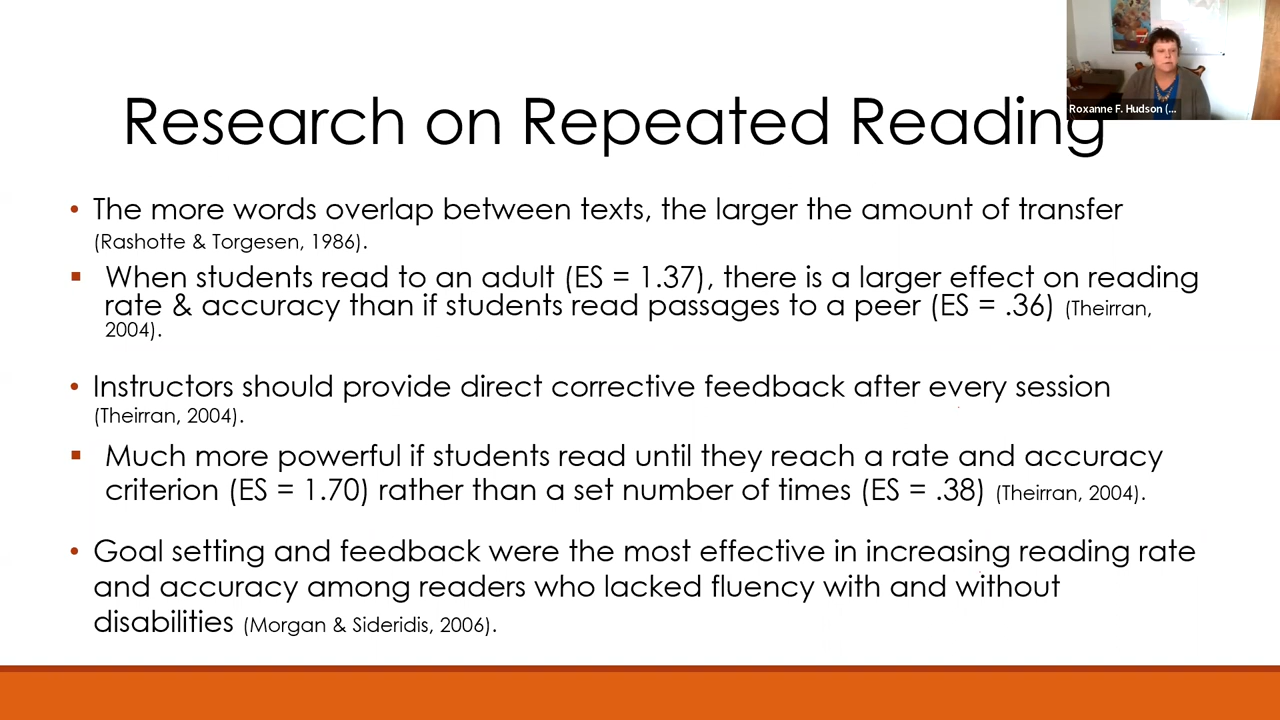 Roxanne F. Hudson (...
Research on Repeated Reading
• The more words overlap between texts, the larger the amount of transfer
(Rashotte & Torgesen, 1986).
▪ When students read to an adult (ES = 1.37), there is a larger effect on reading
rate & accuracy than if students read passages to a peer (ES = .36) (Theirran,
2004).
• Instructors should provide direct corrective feedback after every session
(Theirran, 2004).
▪ Much more powerful if students read until they reach a rate and accuracy
criterion (ES = 1.70) rather than a set number of times (ES = .38) (Theirran, 2004).
• Goal setting and feedback were the most effective in increasing reading rate
and accuracy among readers who lacked fluency with and without
disabilities (Morgan & Sideridis, 2006).